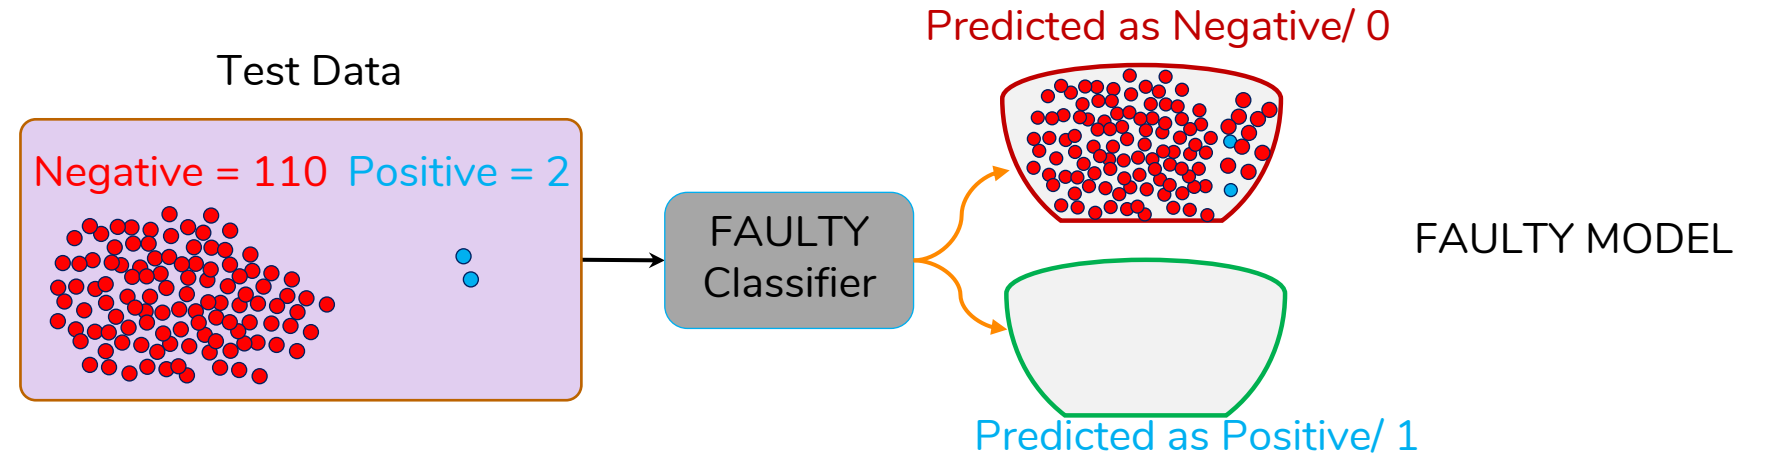 Test Data
Negative = 110 Positive = 2
FAULTY
Classifier
Predicted as Negative/ 0
Predicted as Positive/ 1
FAULTY MODEL